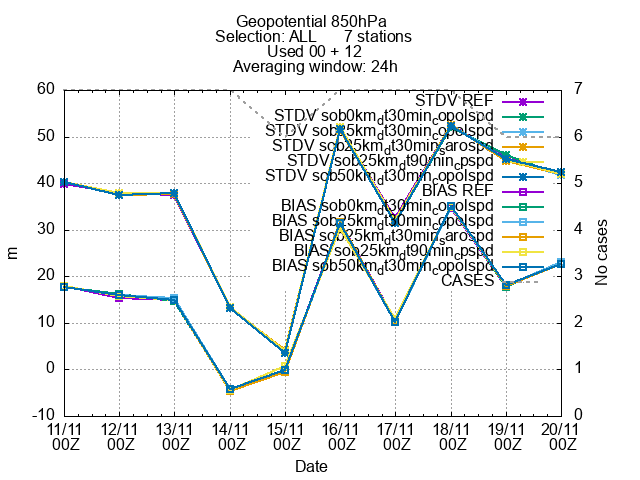 Geopotential 850hPa
Selection: ALL 7 stations
Used 00 + 12
Averaging window: 24h
STDV REF
STDV sob0km_dt30min_copolspd
STDV sob25km_dt30min_copolspd
STDV sob25km_dt30min_sarospd
STDV sob25km_dt90min_cpspd
STDV sob50km_dt30min_copolspd
BIAS REF
BIAS sob0km_dt30min_copolspd
BIAS sob25km_dt30min_copolspd
BIAS sob25km_dt30min_sarospd
BIAS sob25km_dt90min_cpspd
BIAS sob50km_dt30min_copolspd
CASES
60
50
40
30
20
10
0
-10
m
7
6
5
4
3
2
1
0
No cases
11/11 12/11 13/11 14/11 15/11 16/11 17/11 18/11 19/11 20/11
00Z 00Z 00Z 00Z 00Z 00Z 00Z 00Z 00Z 00Z
Date